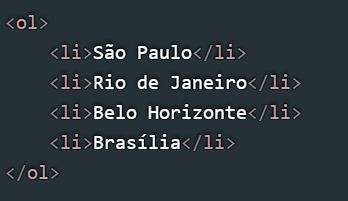 <ol>
<li>São Paulo</li>
<li>Rio de Janeiro</li>
<li>Belo Horizonte</li>
<li>Brasília</li>
</ol>